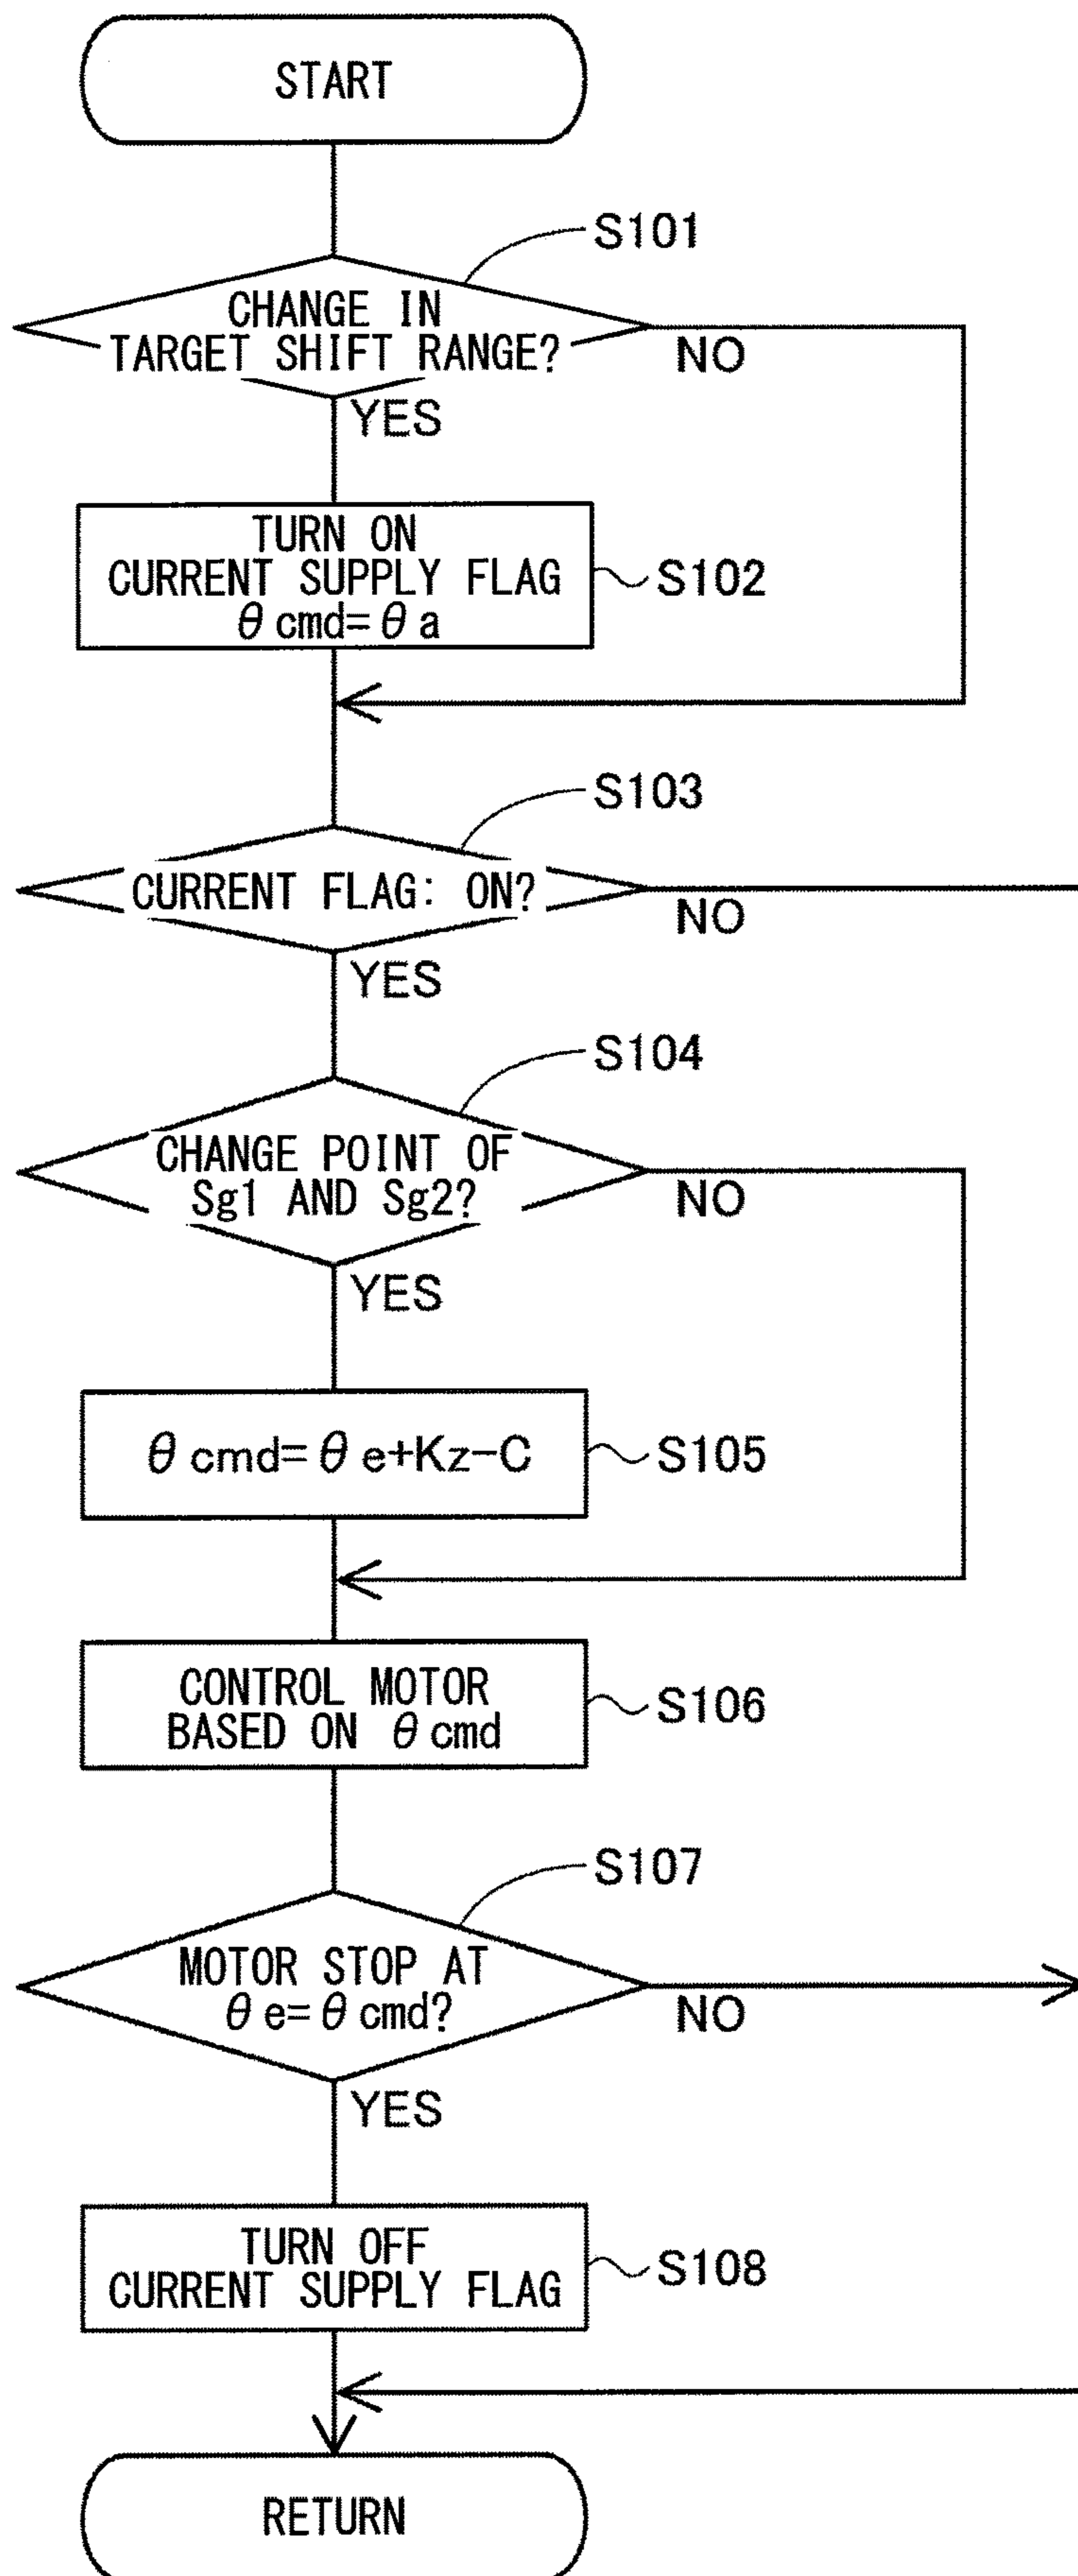 START
S101
CHANGE IN
TARGET SHIFT RANGE?
NO
YES
TURN ON
CURRENT SUPPLY FLAG
θ cmd=θ a
S102
S103
CURRENT FLAG: ON?
NO
YES
S104
CHANGE POINT OF
Sg1 AND Sg2?
NO
YES
θ cmd=θ e+Kz-C
S105
CONTROL MOTOR
BASED ON θ cmd
S106
S107
MOTOR STOP AT
θ e=θ cmd?
NO
YES
TURN OFF
CURRENT SUPPLY FLAG
S108
RETURN